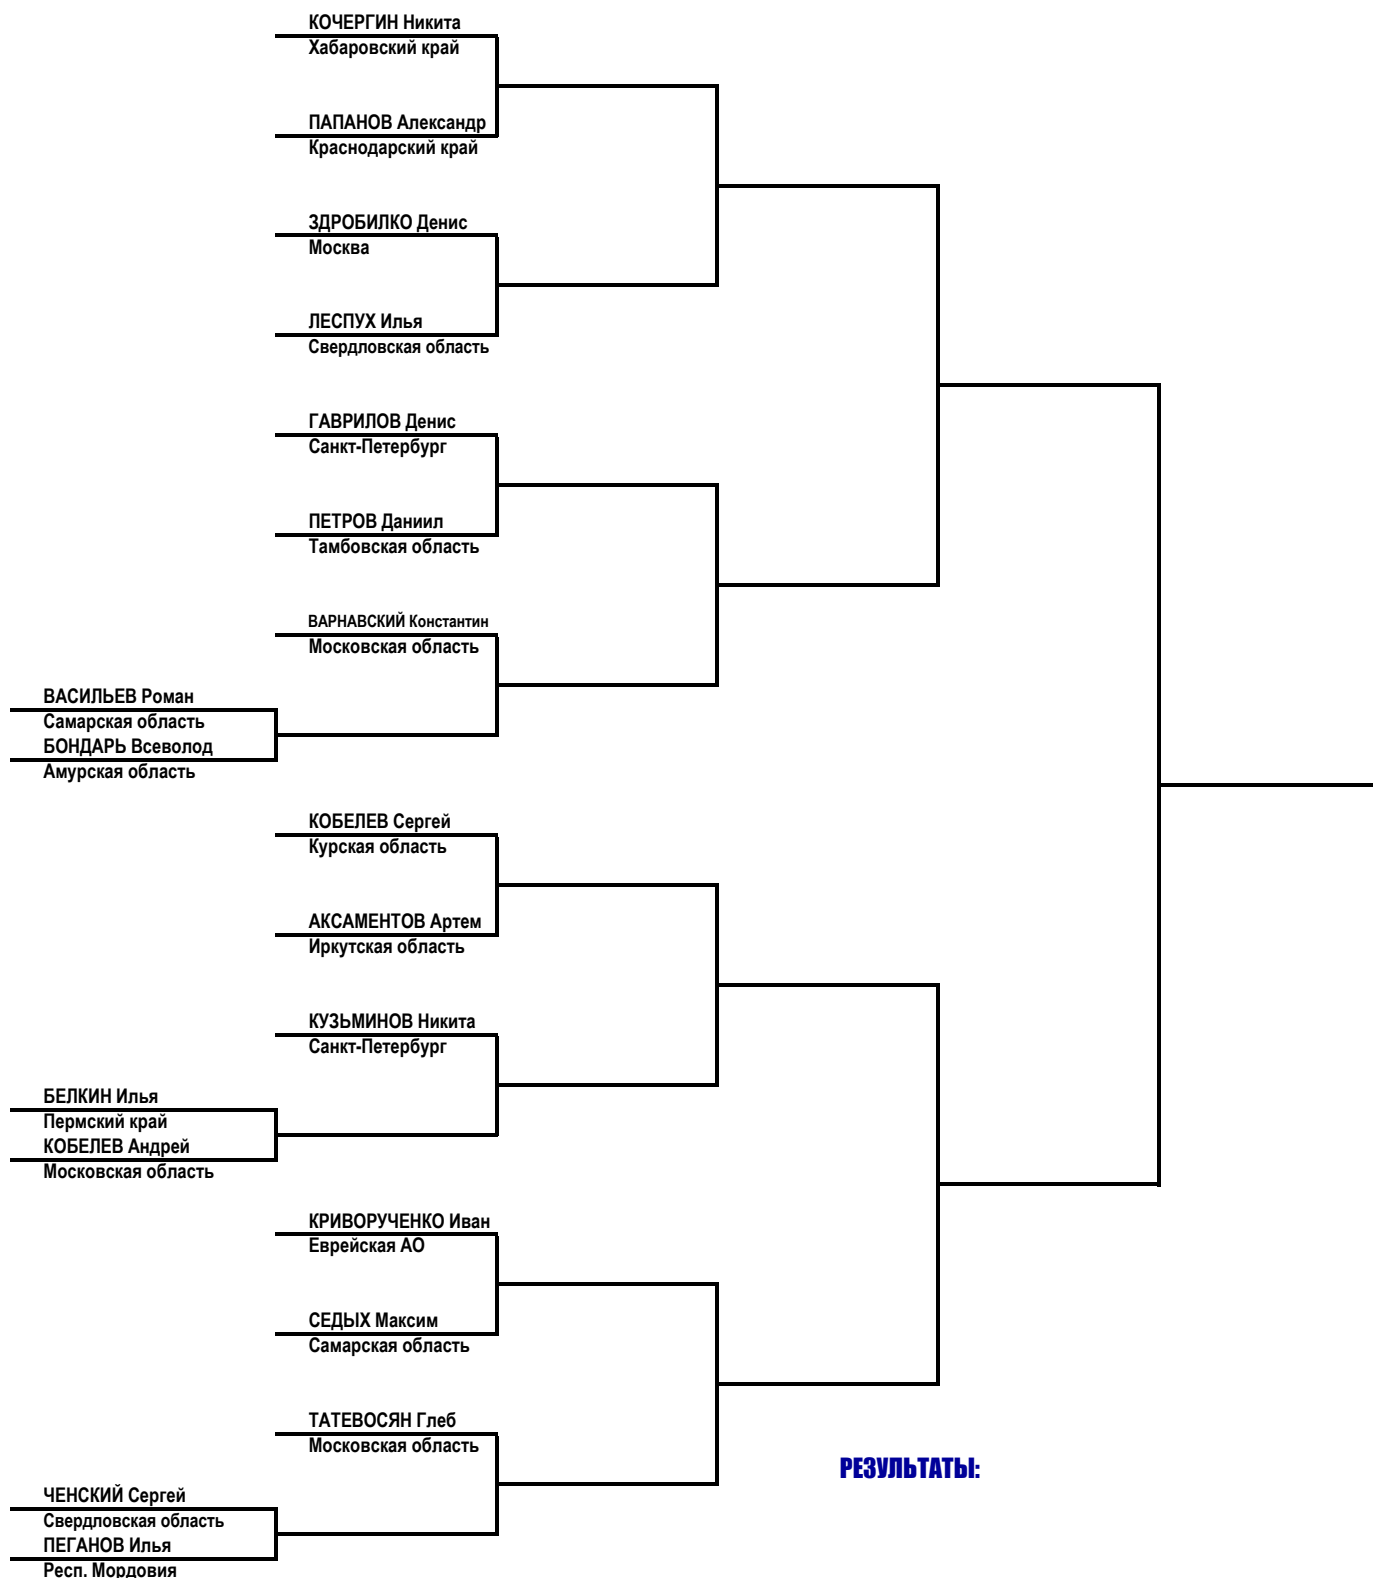 КОЧЕРГИН Никита
Хабаровский край
ПАПАНОВ Александр
Краснодарский край
ЗДРОБИЛКО Денис
Москва
ЛЕСПУХ Илья
Свердловская область
ГАВРИЛОВ Денис
Санкт-Петербург
ПЕТРОВ Даниил
Тамбовская область
ВАРНАВСКИЙ Константин
Московская область
ВАСИЛЬЕВ Роман
Самарская область
БОНДАРЬ Всеволод
Амурская область
КОБЕЛЕВ Сергей
Курская область
АКСАМЕНТОВ Артем
Иркутская область
КУЗЬМИНОВ Никита
Санкт-Петербург
БЕЛКИН Илья
Пермский край
КОБЕЛЕВ Андрей
Московская область
КРИВОРУЧЕНКО Иван
Еврейская АО
СЕДЫХ Максим
Самарская область
ТАТЕВОСЯН Глеб
Московская область
РЕЗУЛЬТАТЫ:
ЧЕНСКИЙ Сергей
Свердловская область
ПЕГАНОВ Илья
Респ. Мордовия